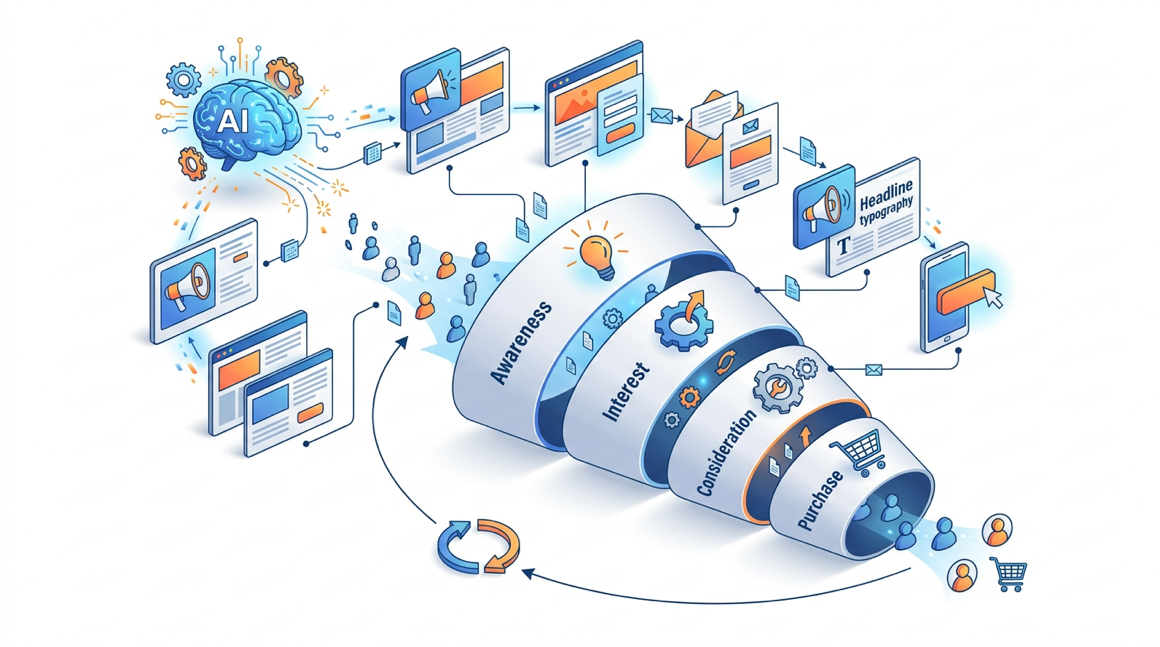 AI
Headline
typography
T
Awareness
Interest
Consideration
Purchase